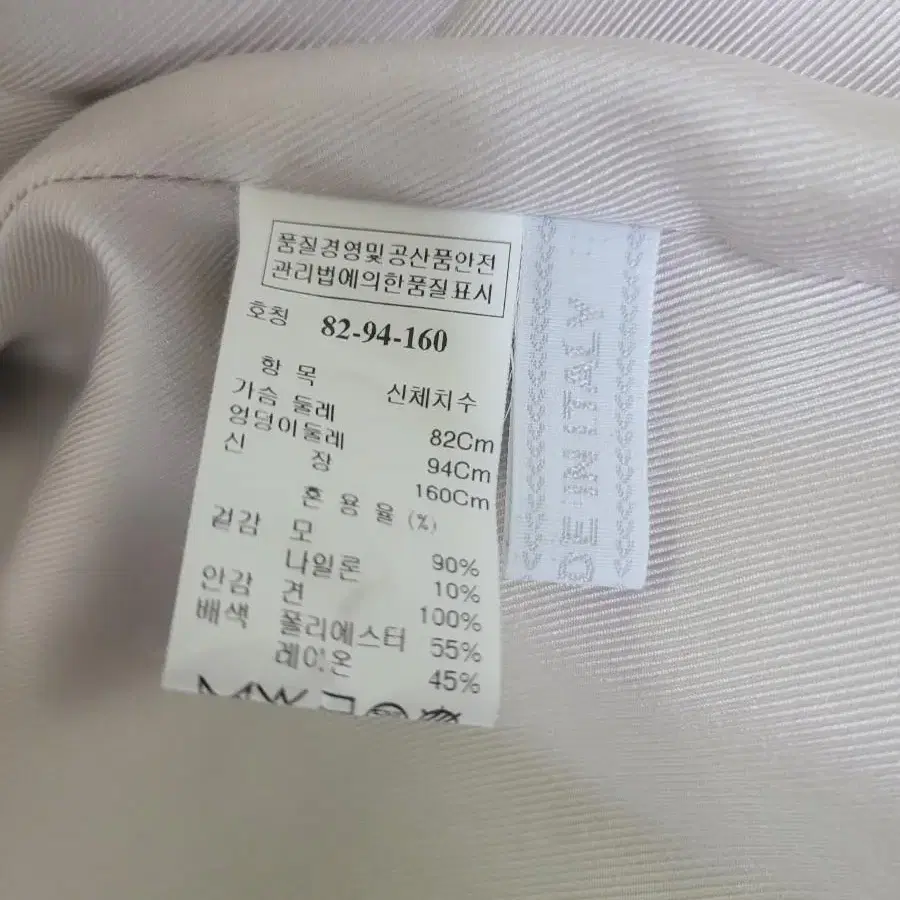 품질경영및공산품안전
관리법에의한품질표시
호칭 82-94-160
항 목 신체치수
가슴 둘레 82Cm
엉덩이둘레 94Cm
신 장 160Cm
혼 용 율 (%)
겉감 모 90%
나일론 10%
안감 견 100%
배색 폴리에스터 55%
레이온 45%
DE IN ITALY